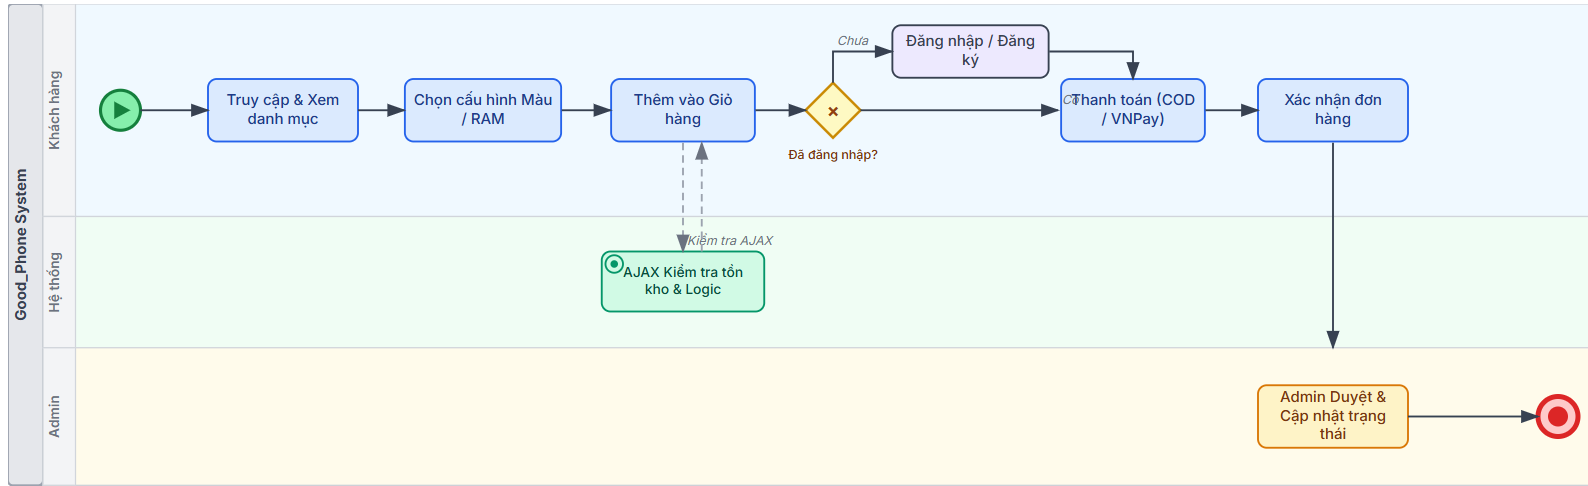 Good_Phone System
Khách hàng
Truy cập & Xem
danh mục
Chọn cấu hình Màu
/ RAM
Thêm vào Giỏ
hàng
Đã đăng nhập?
Chưa
Đăng nhập / Đăng
ký
Có
Thanh toán (COD
/ VNPay)
Xác nhận đơn
hàng
Hệ thống
Kiểm tra AJAX
AJAX Kiểm tra tồn
kho & Logic
Admin
Admin Duyệt &
Cập nhật trạng
thái